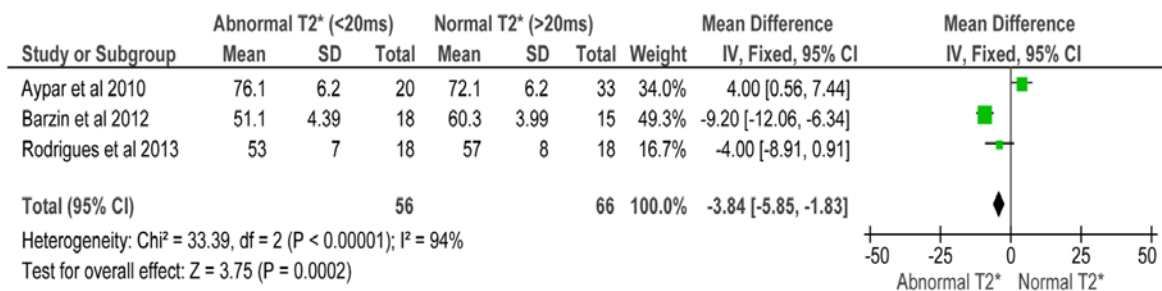 Abnormal T2* (<20ms) Normal T2* (>20ms) Mean Difference Mean Difference
Study or Subgroup Mean SD Total Mean SD Total Weight IV, Fixed, 95% CI IV, Fixed, 95% CI
Aypar et al 2010 76.1 6.2 20 72.1 6.2 33 34.0% 4.00 [0.56, 7.44]
Barzin et al 2012 51.1 4.39 18 60.3 3.99 15 49.3% -9.20 [-12.06, -6.34]
Rodrigues et al 2013 53 7 18 57 8 18 16.7% -4.00 [-8.91, 0.91]
Total (95% CI) 56 66 100.0% -3.84 [-5.85, -1.83]
Heterogeneity: Chi² = 33.39, df = 2 (P < 0.00001); I² = 94%
Test for overall effect: Z = 3.75 (P = 0.0002)
-50 -25 0 25 50
Abnormal T2* Normal T2*